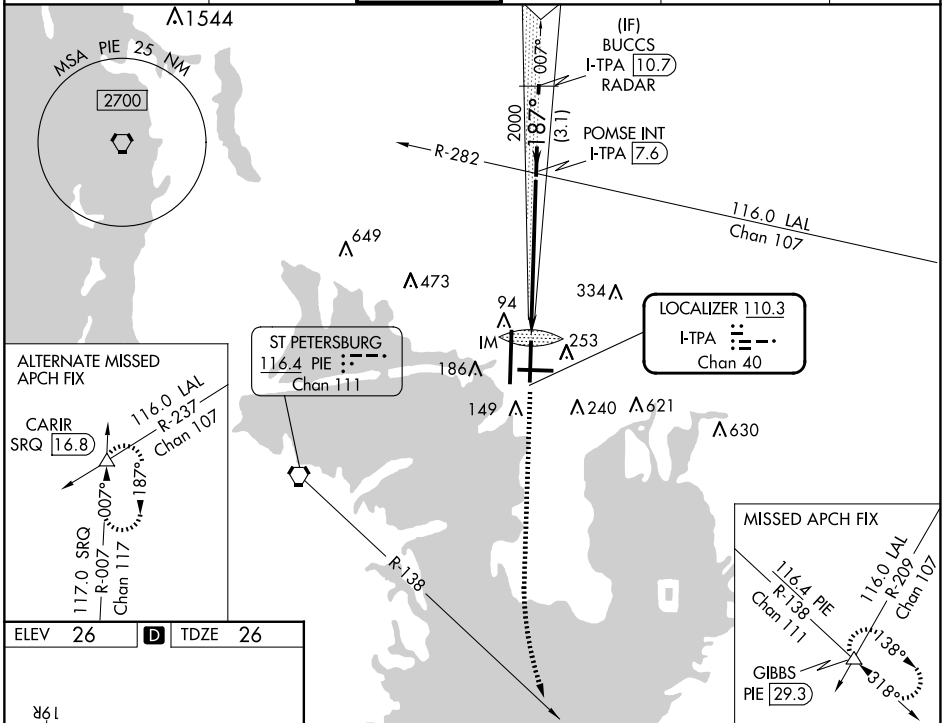 1544
MSA PIE 25 NM
2700
(IF)
BUCCS
I-TPA 10.7
RADAR
007°
2000
187°
(3.1)
POMSE INT
I-TPA 7.6
R-282
116.0 LAL
Chan 107
649
473
94
334
IM
253
LOCALIZER 110.3
I-TPA
Chan 40
ST PETERSBURG
116.4 PIE
Chan 111
186
149
240
621
630
ALTERNATE MISSED
APCH FIX
CARIR
SRQ 16.8
116.0 LAL
R-237
Chan 107
007°
187°
117.0 SRQ
R-007
Chan 117
R-138
MISSED APCH FIX
116.4 PIE
R-138
Chan 111
116.0 LAL
R-209
Chan 107
138°
318°
GIBBS
PIE 29.3
ELEV 26 D TDZE 26
19R